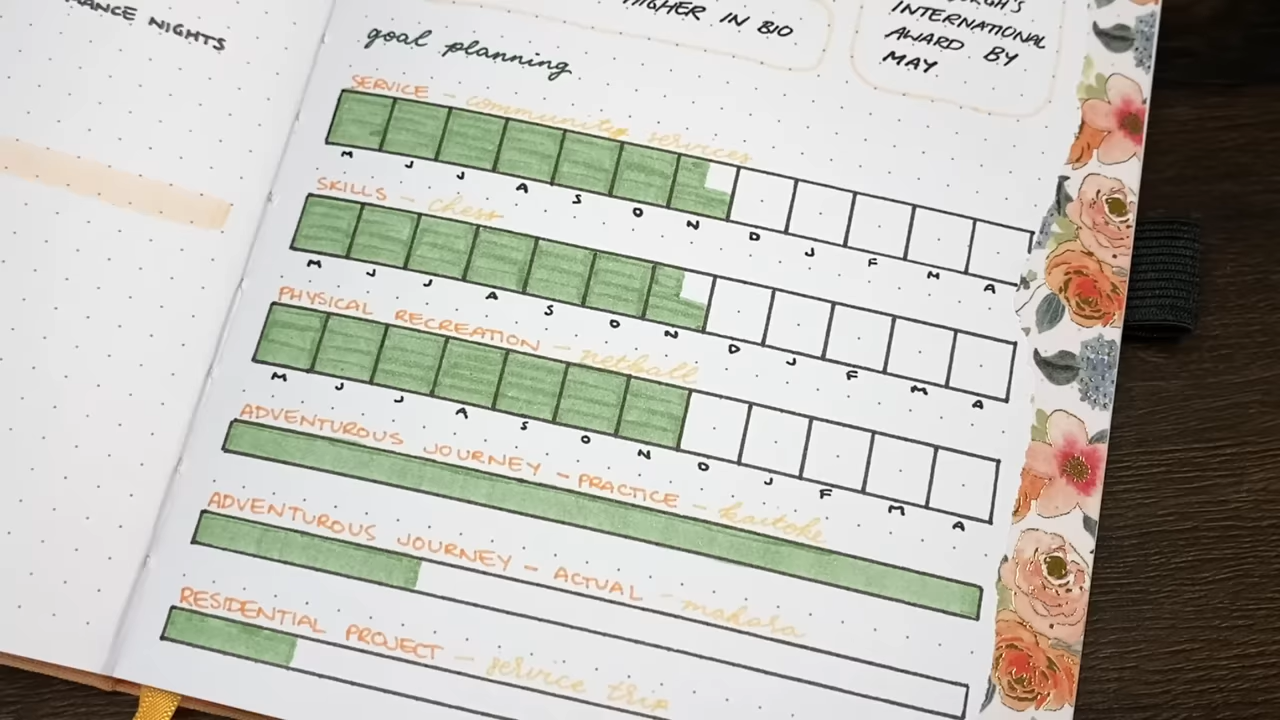 NIGHTS
HIGHER IN BIO
INTERNATIONAL
AWARD BY
MAY
goal planning
SERVICE - community services
M J J A S O N D J F M A
SKILLS - chess
M J J A S O N D J F M A
PHYSICAL RECREATION - netball
M J J A S O N D J F M A
ADVENTUROUS JOURNEY - PRACTICE - kaitoke
ADVENTUROUS JOURNEY - ACTUAL - makara
RESIDENTIAL PROJECT - service trip